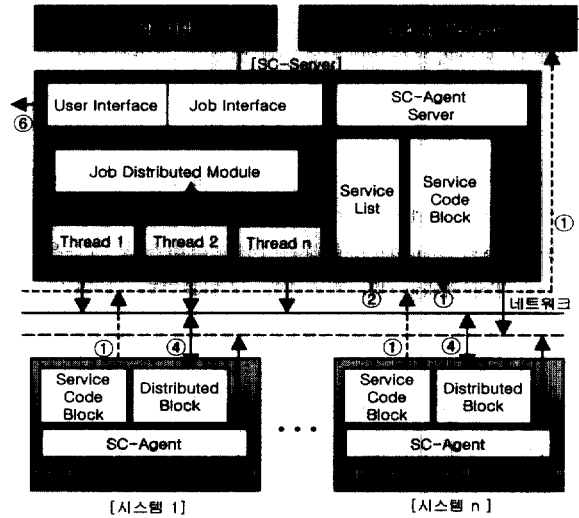 [SC-Server]
User Interface
Job Interface
SC-Agent
Server
⑥
Job Distributed Module
Service
List
Service
Code
Block
①
Thread 1
Thread 2
Thread n
②
①
네트워크
①
④
①
④
Service
Code
Block
Distributed
Block
SC-Agent
...
Service
Code
Block
Distributed
Block
SC-Agent
[시스템 1]
[시스템 n ]